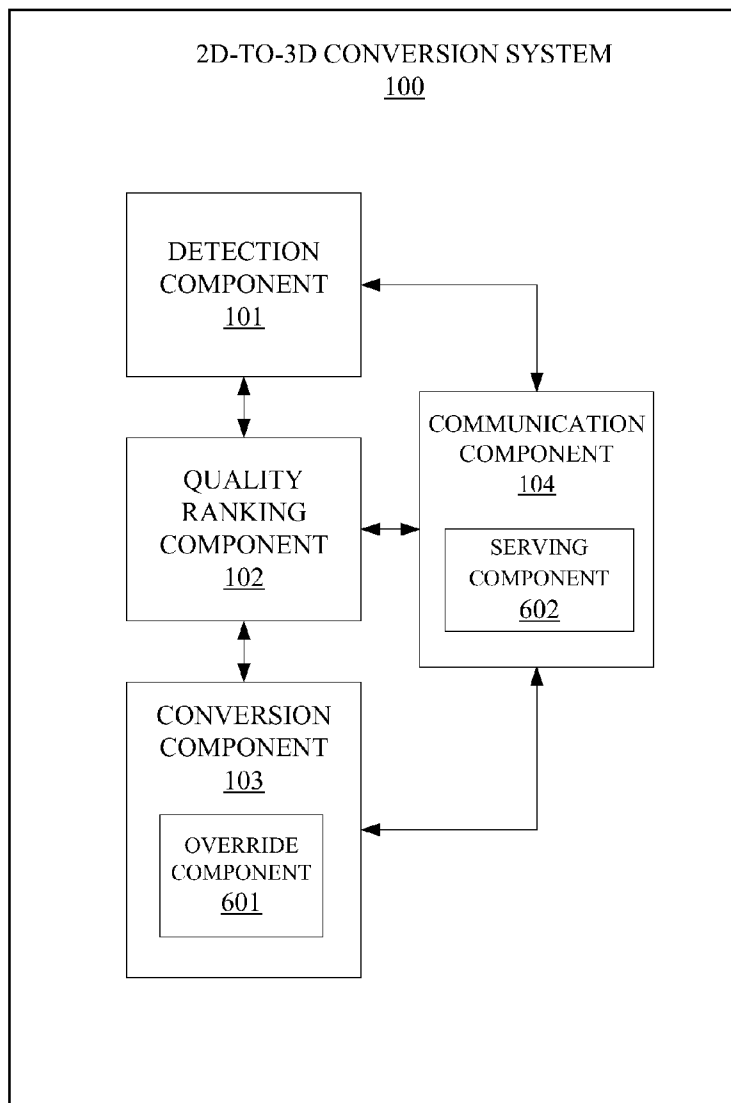 2D-TO-3D CONVERSION SYSTEM
100
DETECTION
COMPONENT
101
QUALITY
RANKING
COMPONENT
102
COMMUNICATION
COMPONENT
104
SERVING
COMPONENT
602
CONVERSION
COMPONENT
103
OVERRIDE
COMPONENT
601